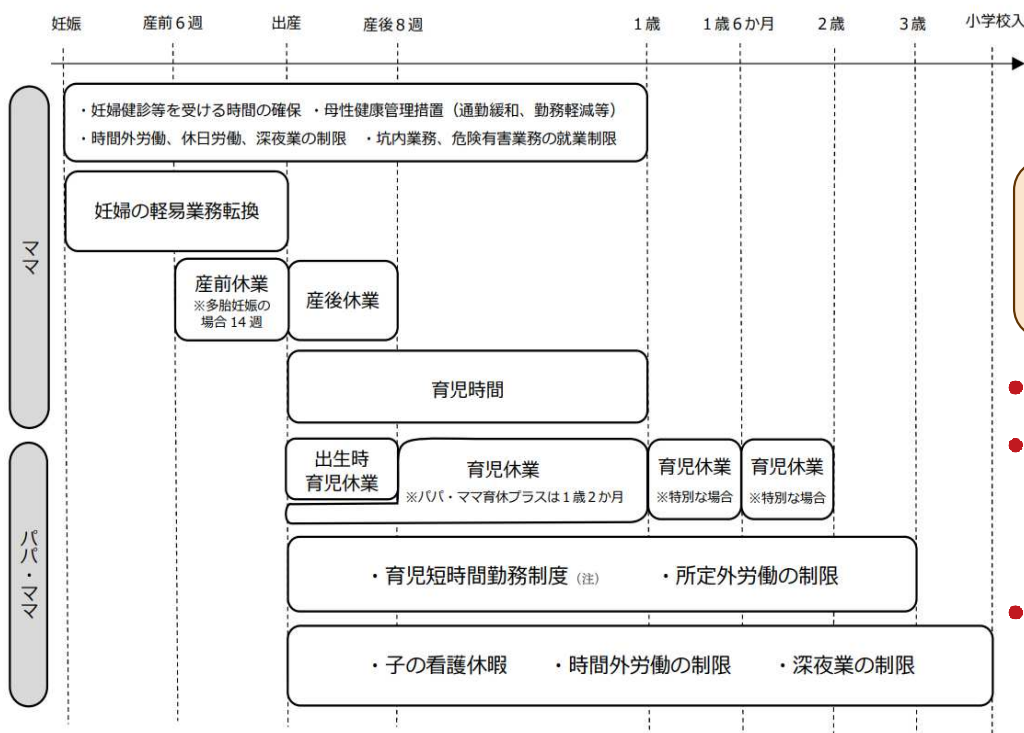 妊娠 産前６週 出産 産後８週 １歳 １歳６か月 ２歳 ３歳 小学校入
ママ
・妊婦健診等を受ける時間の確保 ・母性健康管理措置（通勤緩和、勤務軽減等）
・時間外労働、休日労働、深夜業の制限 ・坑内業務、危険有害業務の就業制限
妊婦の軽易業務転換
産前休業
※多胎妊娠の
場合 14 週
産後休業
育児時間
パパ・ママ
出生時
育児休業
育児休業
※パパ・ママ育休プラスは１歳２か月
育児休業
※特別な場合
育児休業
※特別な場合
・育児短時間勤務制度（注） ・所定外労働の制限
・子の看護休暇 ・時間外労働の制限 ・深夜業の制限